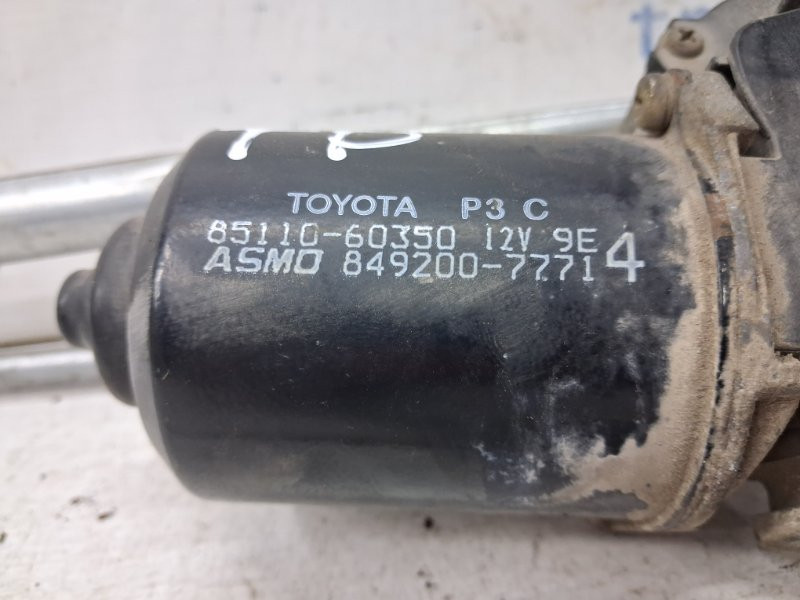 TOYOTA P3 C
85110-60350 12V 9E
ASMO 849200-7771 4